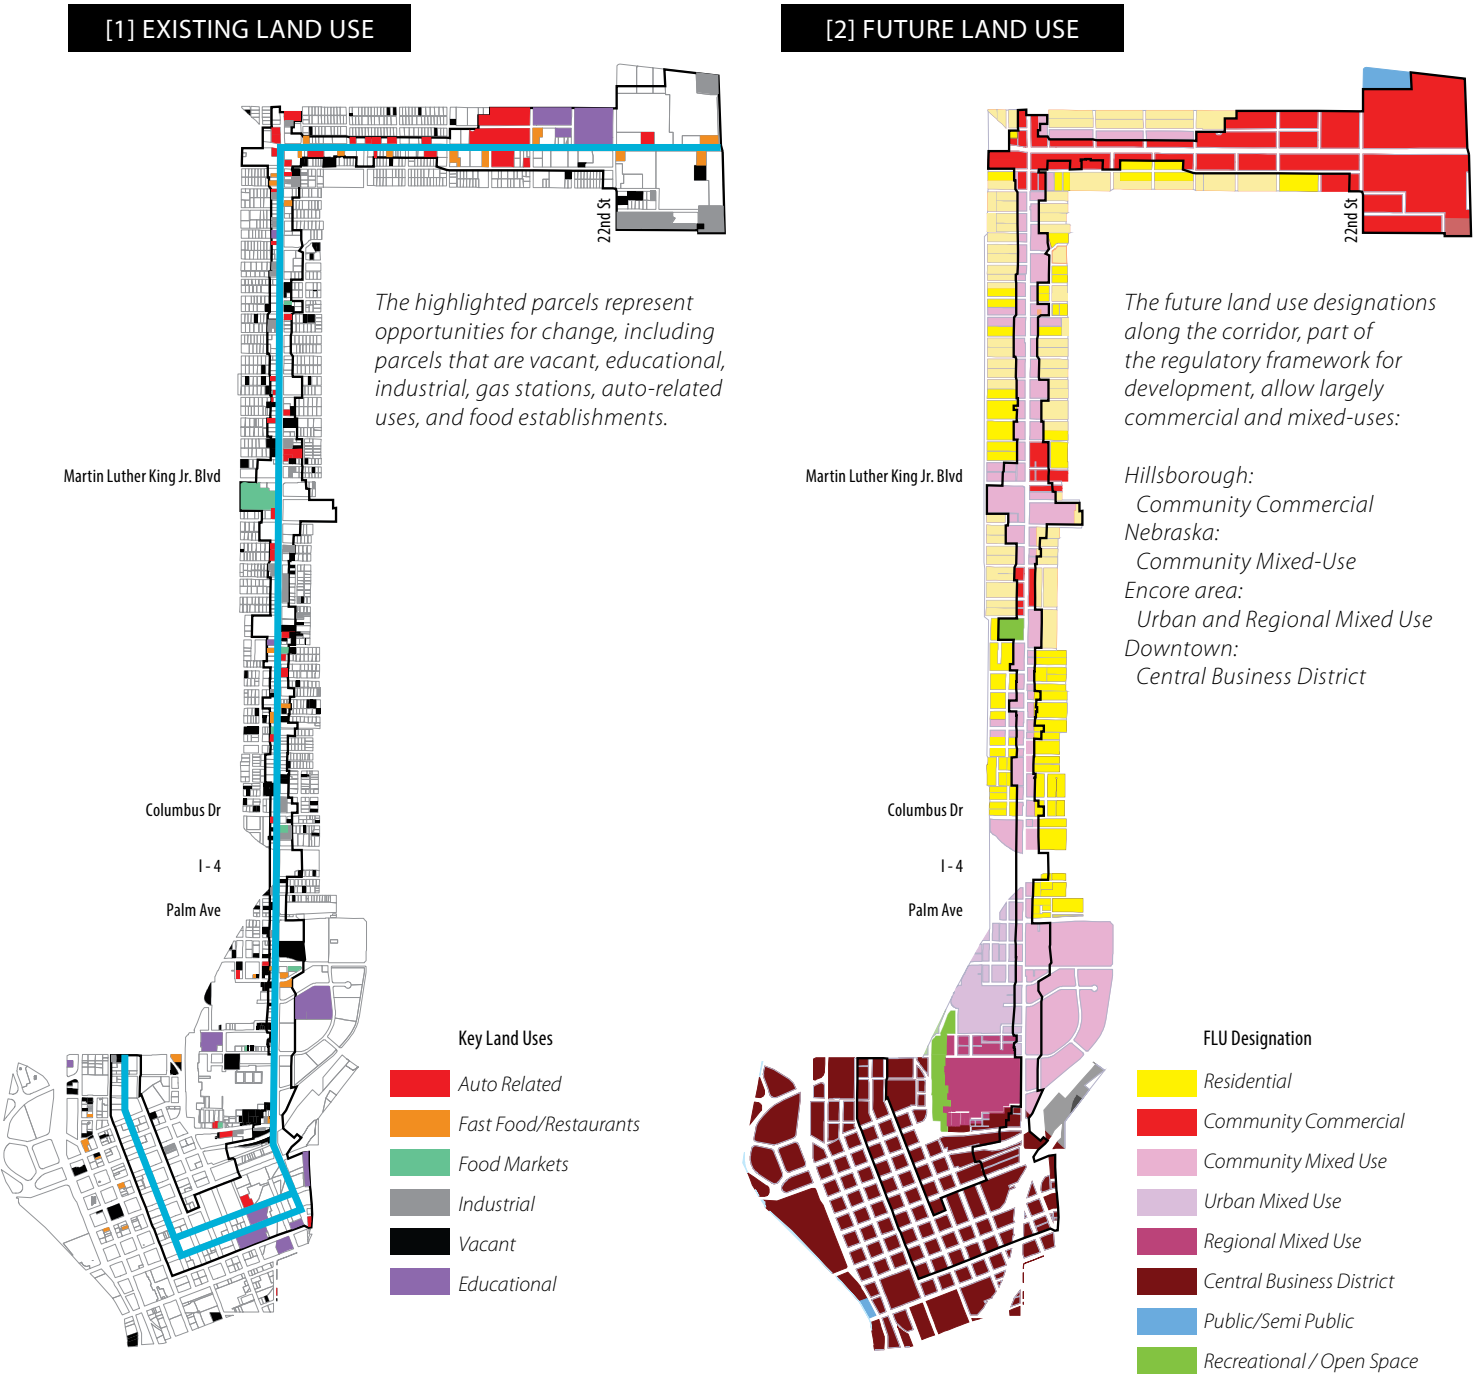 [1] EXISTING LAND USE
22nd St
The highlighted parcels represent
opportunities for change, including
parcels that are vacant, educational,
industrial, gas stations, auto-related
uses, and food establishments.
Martin Luther King Jr. Blvd
Columbus Dr
I - 4
Palm Ave
Key Land Uses
Auto Related
Fast Food/Restaurants
Food Markets
Industrial
Vacant
Educational
[2] FUTURE LAND USE
22nd St
The future land use designations
along the corridor, part of
the regulatory framework for
development, allow largely
commercial and mixed-uses:
Hillsborough:
Community Commercial
Nebraska:
Community Mixed-Use
Encore area:
Urban and Regional Mixed Use
Downtown:
Central Business District
Martin Luther King Jr. Blvd
Columbus Dr
I - 4
Palm Ave
FLU Designation
Residential
Community Commercial
Community Mixed Use
Urban Mixed Use
Regional Mixed Use
Central Business District
Public/Semi Public
Recreational / Open Space